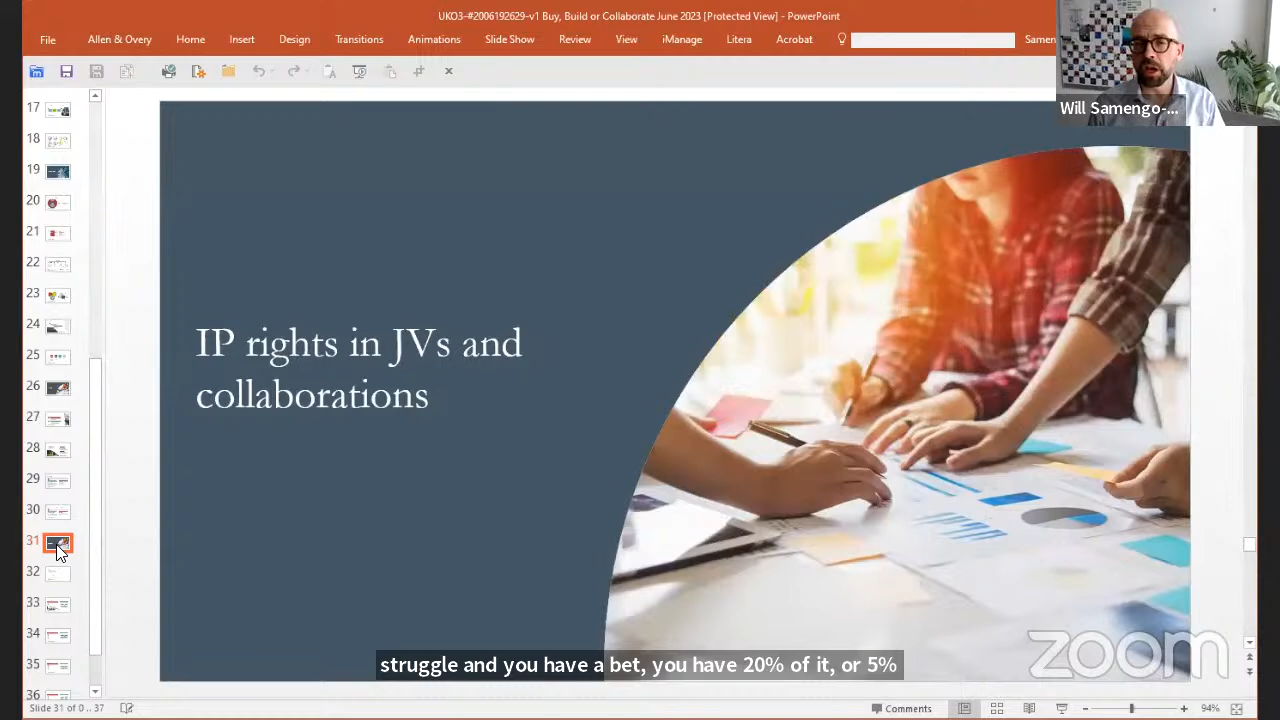 UKO3-#2006192629-v1 Buy, Build or Collaborate June 2023 [Protected View] - PowerPoint
File Allen & Overy Home Insert Design Transitions Animations Slide Show Review View iManage Litera Acrobat Samen
Will Samengo-...
17
18
19
20
21
22
23
24
25
26
27
28
29
30
31
32
33
34
35
36
IP rights in JVs and
collaborations
struggle and you have a bet, you have 20% of it, or 5%
zoom
Slide 31 of 0 .. 37 Comments 94%